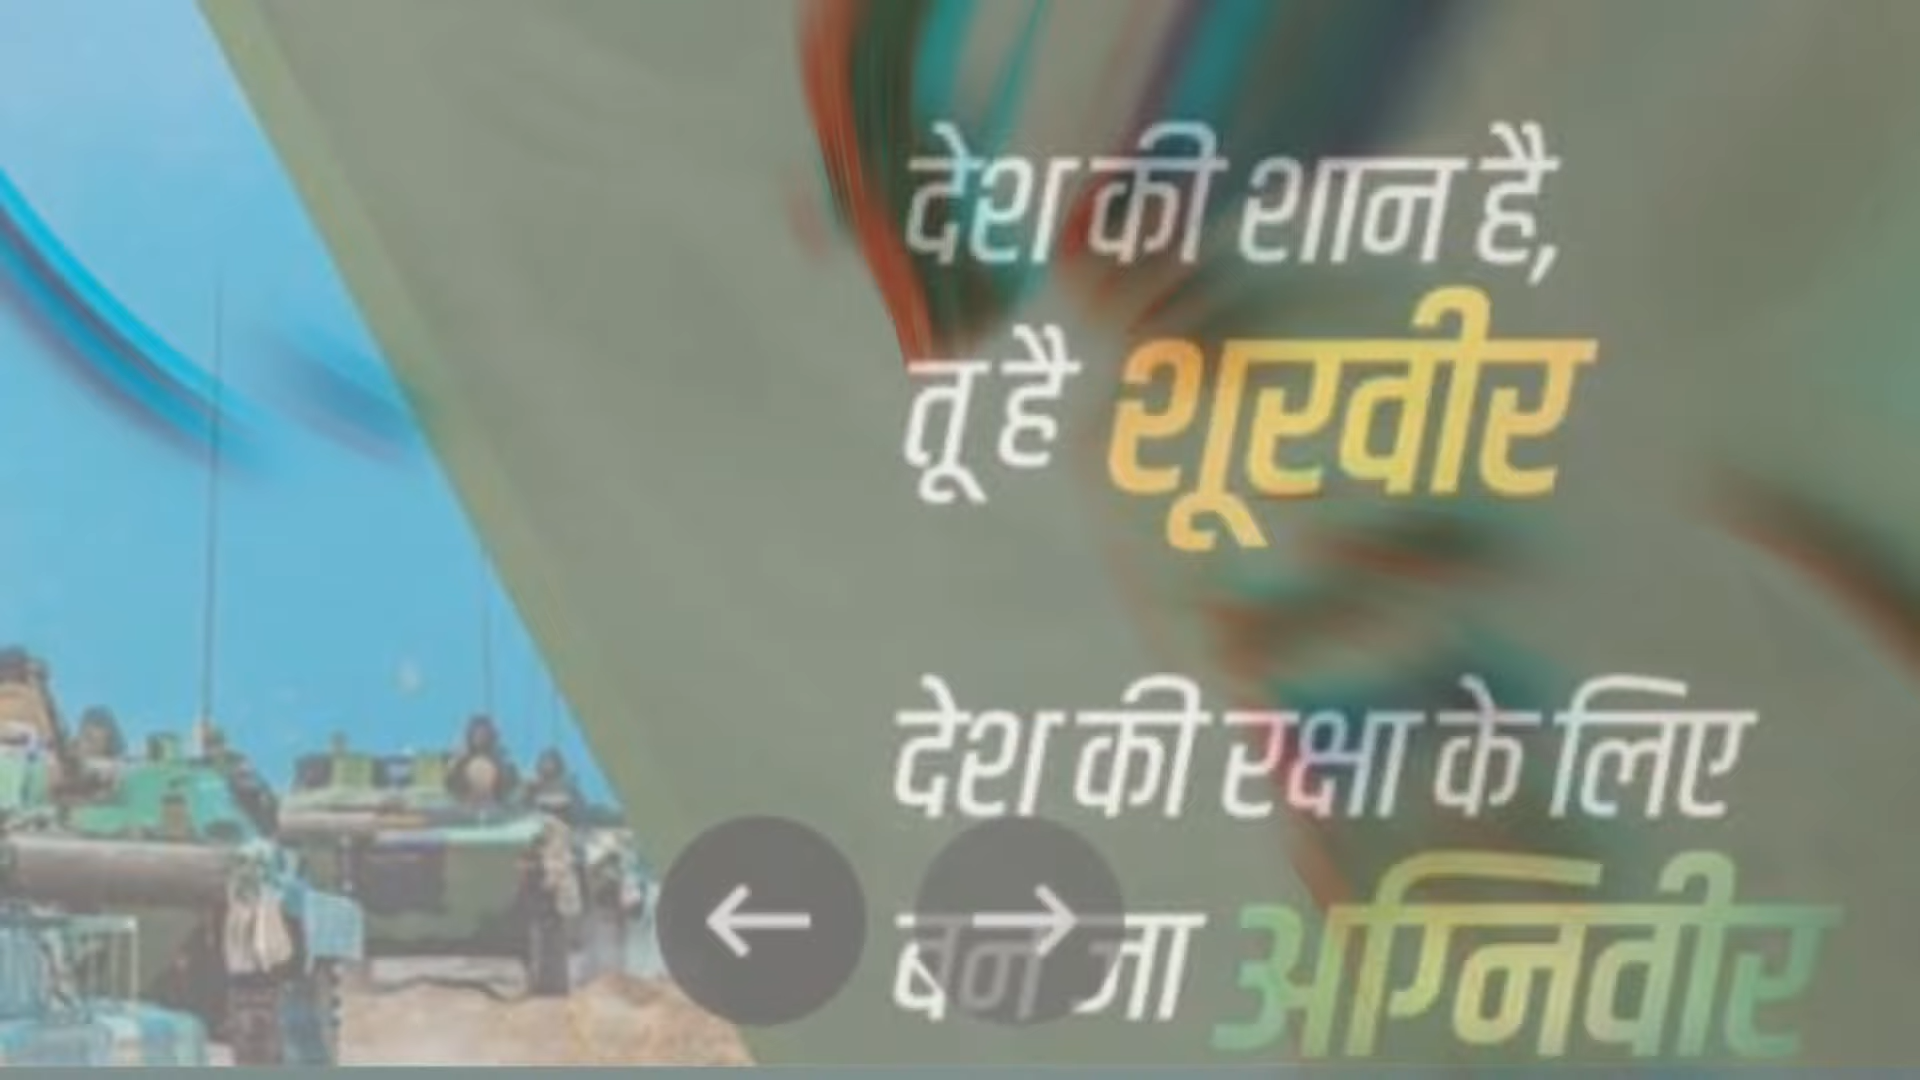 देश की शान है,
तू है शूरवीर
देश की रक्षा के लिए
बन जा अग्निवीर